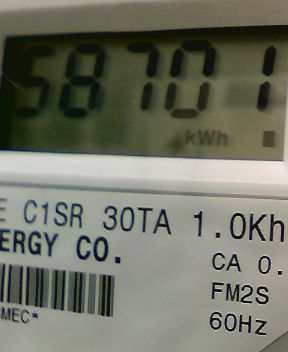 58701
kWh
E C1SR 30TA 1.0Kh
ERGY CO.
CA 0.
FM2S
MEC*
60Hz